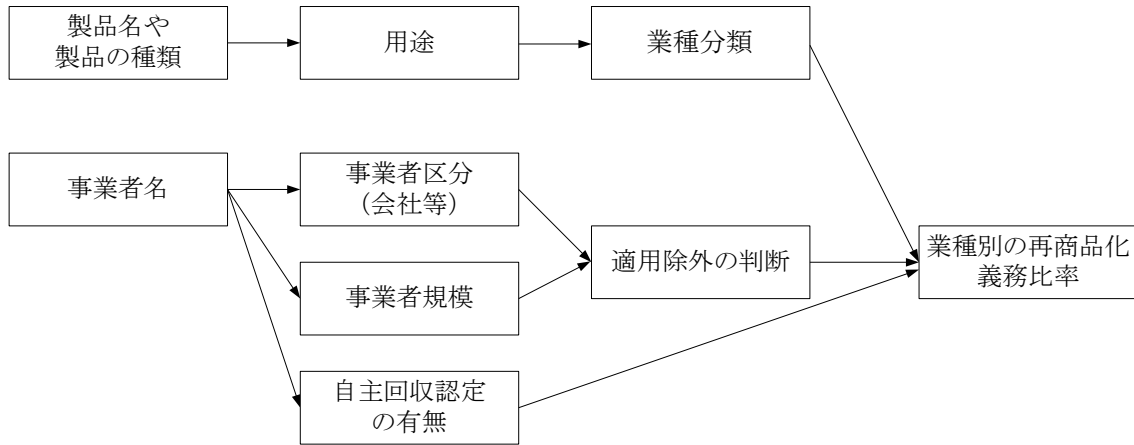 製品名や
製品の種類
用途
業種分類
事業者名
事業者区分
（会社等）
適用除外の判断
業種別の再商品化
義務比率
事業者規模
自主回収認定
の有無